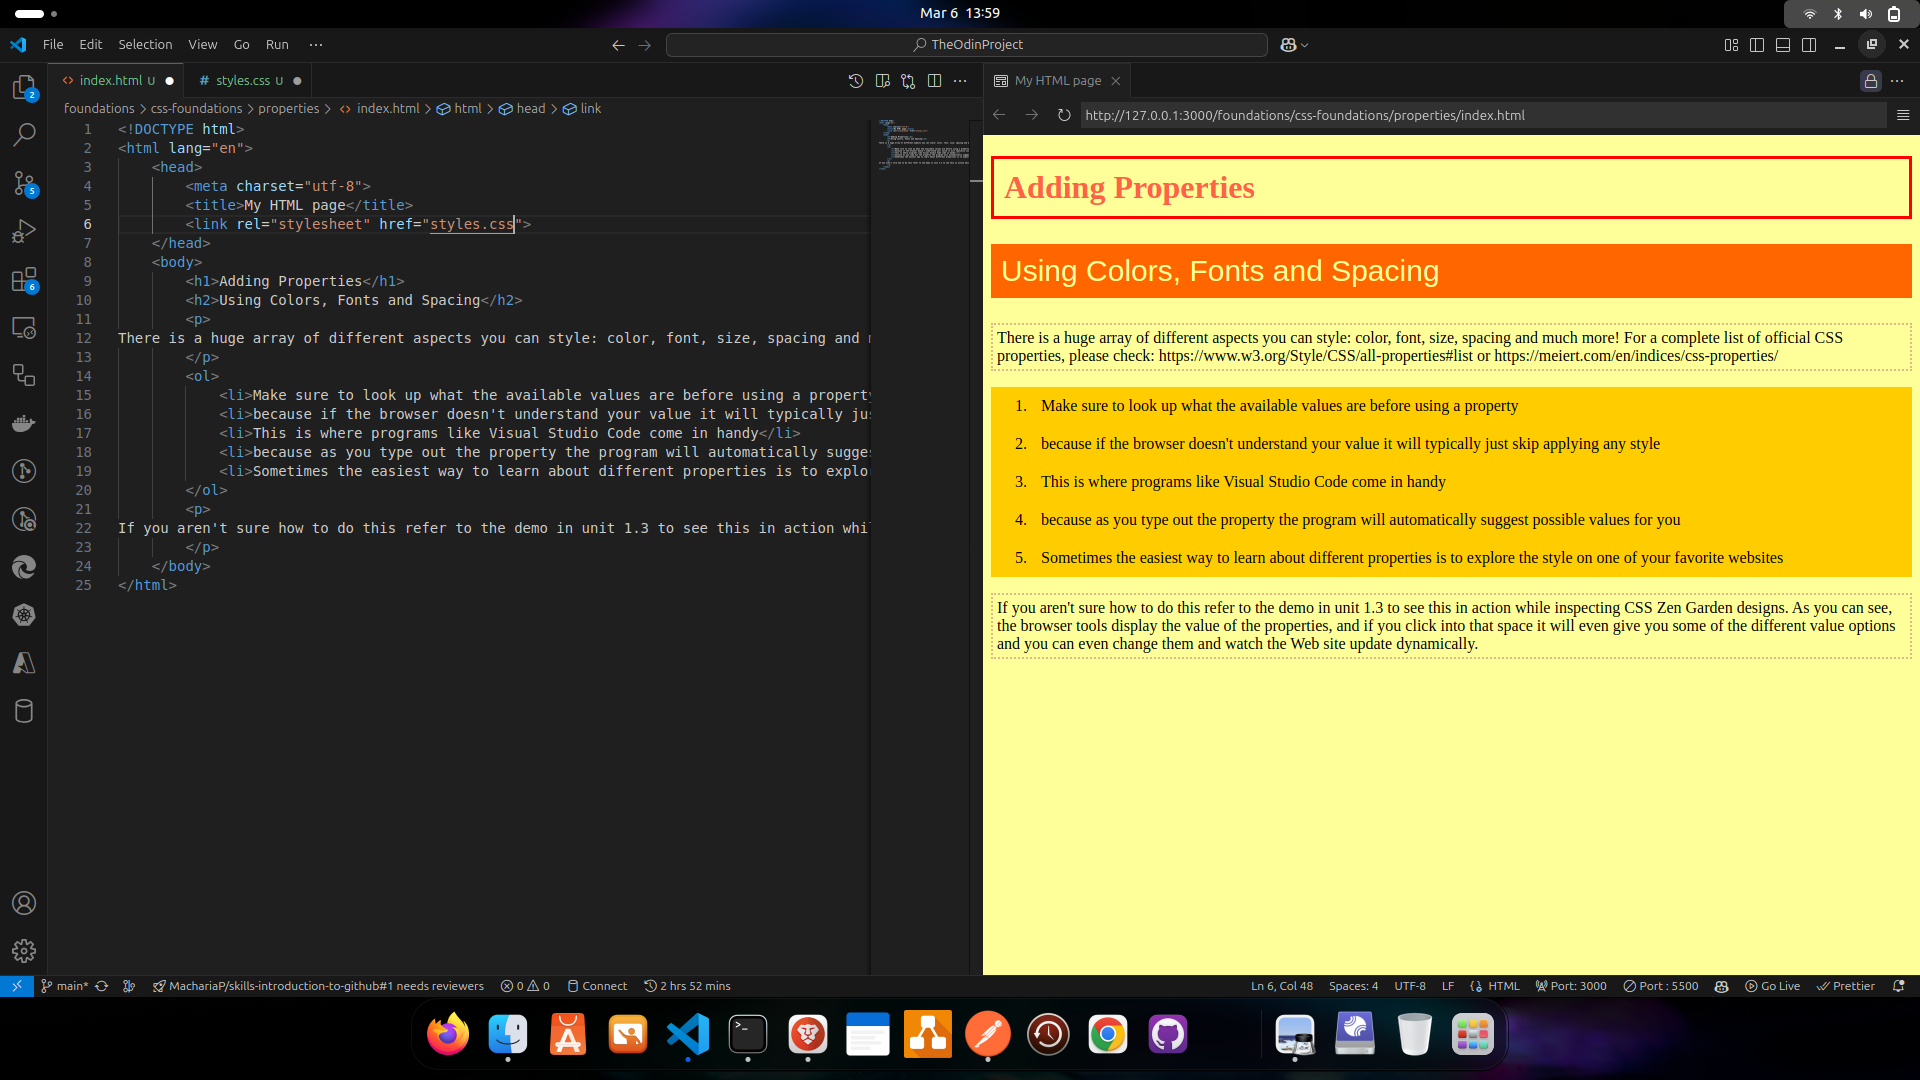 Mar 6 13:59
File Edit Selection View Go Run ···
TheOdinProject
index.html U
styles.css U
My HTML page
foundations > css-foundations > properties > index.html > html > head > link
http://127.0.0.1:3000/foundations/css-foundations/properties/index.html
2
5
6
1 <!DOCTYPE html>
2 <html lang="en">
3 <head>
4 <meta charset="utf-8">
5 <title>My HTML page</title>
6 <link rel="stylesheet" href="styles.css">
7 </head>
8 <body>
9 <h1>Adding Properties</h1>
10 <h2>Using Colors, Fonts and Spacing</h2>
11 <p>
12 There is a huge array of different aspects you can style: color, font, size, spacing and
13 </p>
14 <ol>
15 <li>Make sure to look up what the available values are before using a property
16 <li>because if the browser doesn't understand your value it will typically jus
17 <li>This is where programs like Visual Studio Code come in handy</li>
18 <li>because as you type out the property the program will automatically sugges
19 <li>Sometimes the easiest way to learn about different properties is to explor
20 </ol>
21 <p>
22 If you aren't sure how to do this refer to the demo in unit 1.3 to see this in action whil
23 </p>
24 </body>
25 </html>
Adding Properties
Using Colors, Fonts and Spacing
There is a huge array of different aspects you can style: color, font, size, spacing and much more! For a complete list of official CSS
properties, please check: https://www.w3.org/Style/CSS/all-properties#list or https://meiert.com/en/indices/css-properties/
1. Make sure to look up what the available values are before using a property
2. because if the browser doesn't understand your value it will typically just skip applying any style
3. This is where programs like Visual Studio Code come in handy
4. because as you type out the property the program will automatically suggest possible values for you
5. Sometimes the easiest way to learn about different properties is to explore the style on one of your favorite websites
If you aren't sure how to do this refer to the demo in unit 1.3 to see this in action while inspecting CSS Zen Garden designs. As you can see,
the browser tools display the value of the properties, and if you click into that space it will even give you some of the different value options
and you can even change them and watch the Web site update dynamically.
main* MachariaP/skills-introduction-to-github#1 needs reviewers 0 0 Connect 2 hrs 52 mins
Ln 6, Col 48 Spaces: 4 UTF-8 LF HTML Port: 3000 Port : 5500 Go Live Prettier